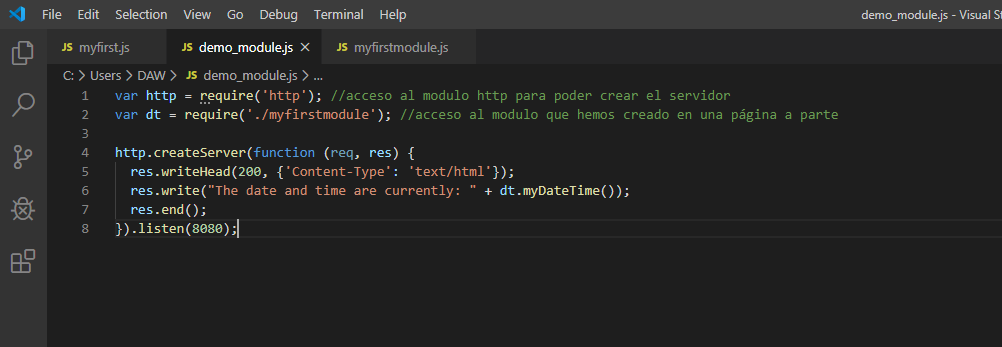 File Edit Selection View Go Debug Terminal Help demo_module.js - Visual St
JS myfirst.js JS demo_module.js × JS myfirstmodule.js
C: > Users > DAW > JS demo_module.js > ...
1 var http = require('http'); //acceso al modulo http para poder crear el servidor
2 var dt = require('./myfirstmodule'); //acceso al modulo que hemos creado en una página a parte
3
4 http.createServer(function (req, res) {
5 res.writeHead(200, {'Content-Type': 'text/html'});
6 res.write("The date and time are currently: " + dt.myDateTime());
7 res.end();
8 }).listen(8080);